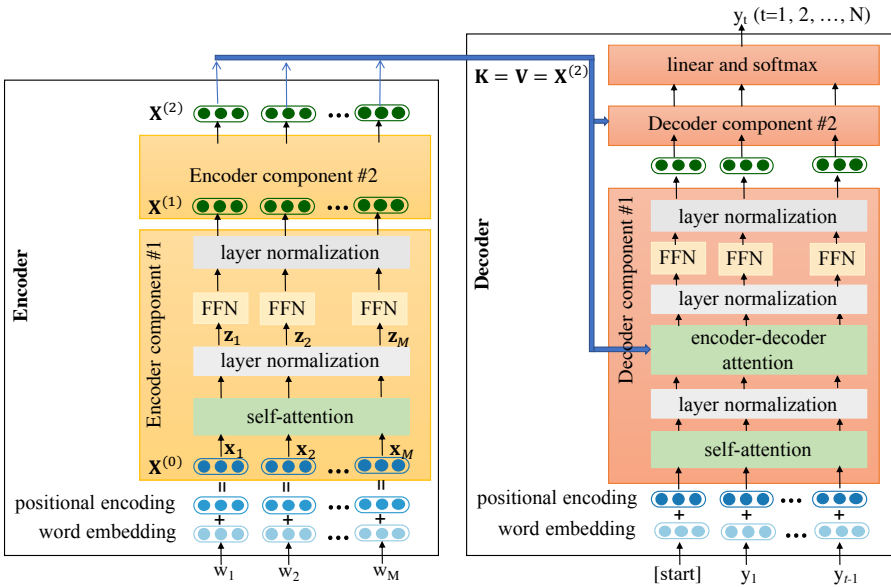 y_t (t=1, 2, …, N)
linear and softmax
K = V = X^(2)
Decoder component #2
X^(2)
Encoder component #2
X^(1)
Encoder
Encoder component #1
layer normalization
FFN FFN FFN
z_1 z_2 z_M
layer normalization
self-attention
x_1 x_2 x_M
X^(0)
= = =
positional encoding
+ + +
word embedding
w_1 w_2 w_M
Decoder
Decoder component #1
layer normalization
FFN FFN FFN
layer normalization
encoder-decoder
attention
layer normalization
self-attention
positional encoding
+ + +
word embedding
[start] y_1 y_t-1